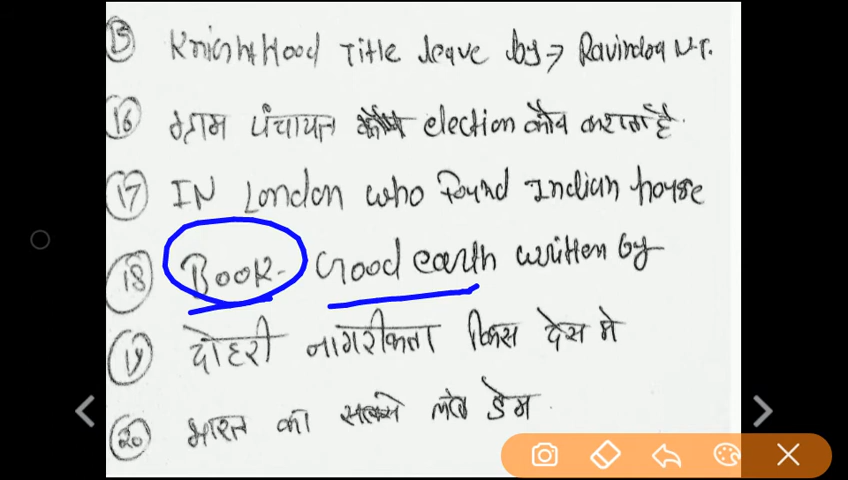 15 Knighthood Title leave by → Ravindra N.T.
16 ग्राम पंचायत election कौन कराता है
17 IN London who found Indian house
18 Book - Good earth written by
19 दोहरी नागरीकता किस देस मे
20 भारत का सबसे लंबे डेम